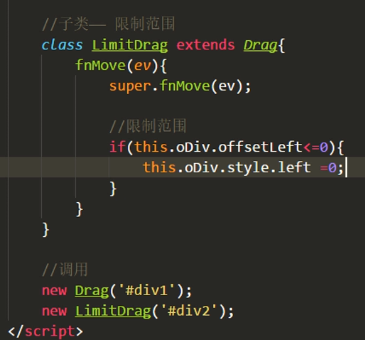 //子类—— 限制范围
class LimitDrag extends Drag{
fnMove(ev){
super.fnMove(ev);
//限制范围
if(this.oDiv.offsetLeft<=0){
this.oDiv.style.left =0;
}
}
}
//调用
new Drag('#div1');
new LimitDrag('#div2');
</script>